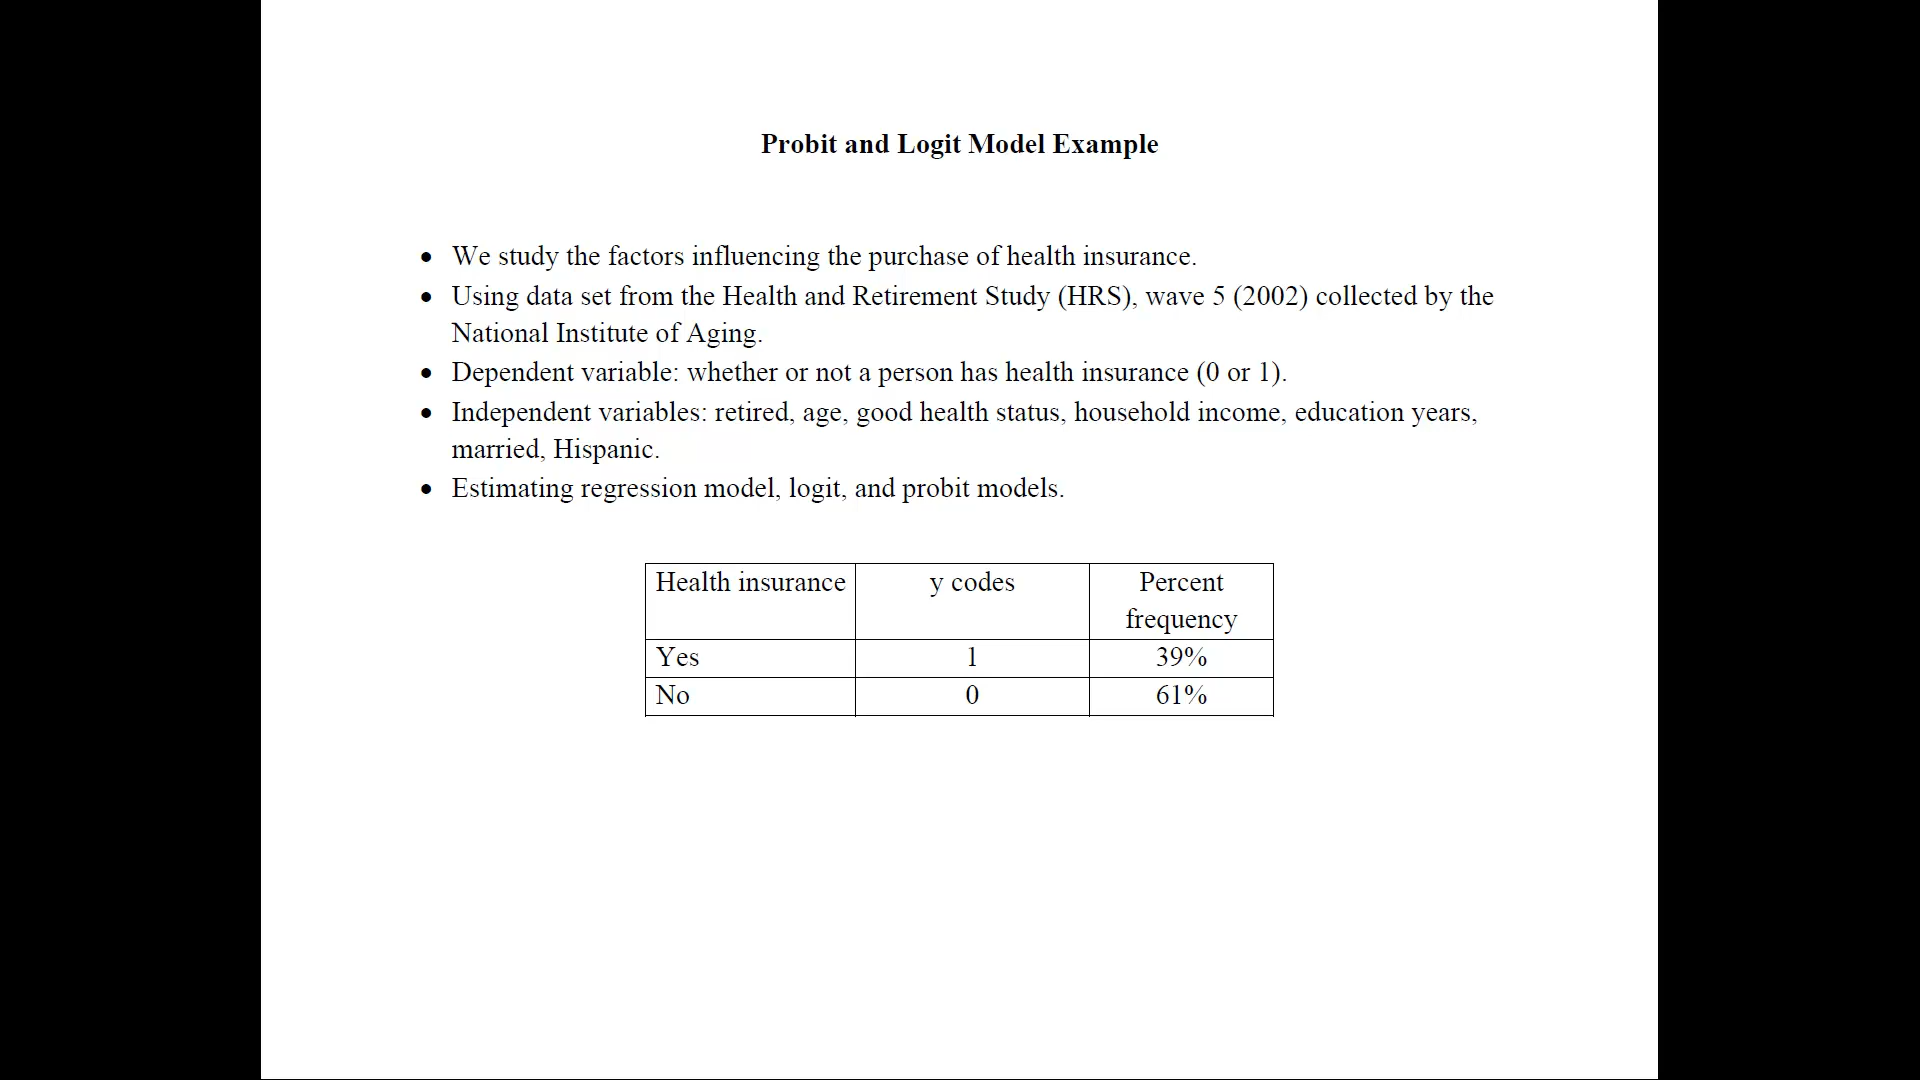 Probit and Logit Model Example
• We study the factors influencing the purchase of health insurance.
• Using data set from the Health and Retirement Study (HRS), wave 5 (2002) collected by the
National Institute of Aging.
• Dependent variable: whether or not a person has health insurance (0 or 1).
• Independent variables: retired, age, good health status, household income, education years,
married, Hispanic.
• Estimating regression model, logit, and probit models.
Health insurance y codes Percent
frequency
Yes 1 39%
No 0 61%